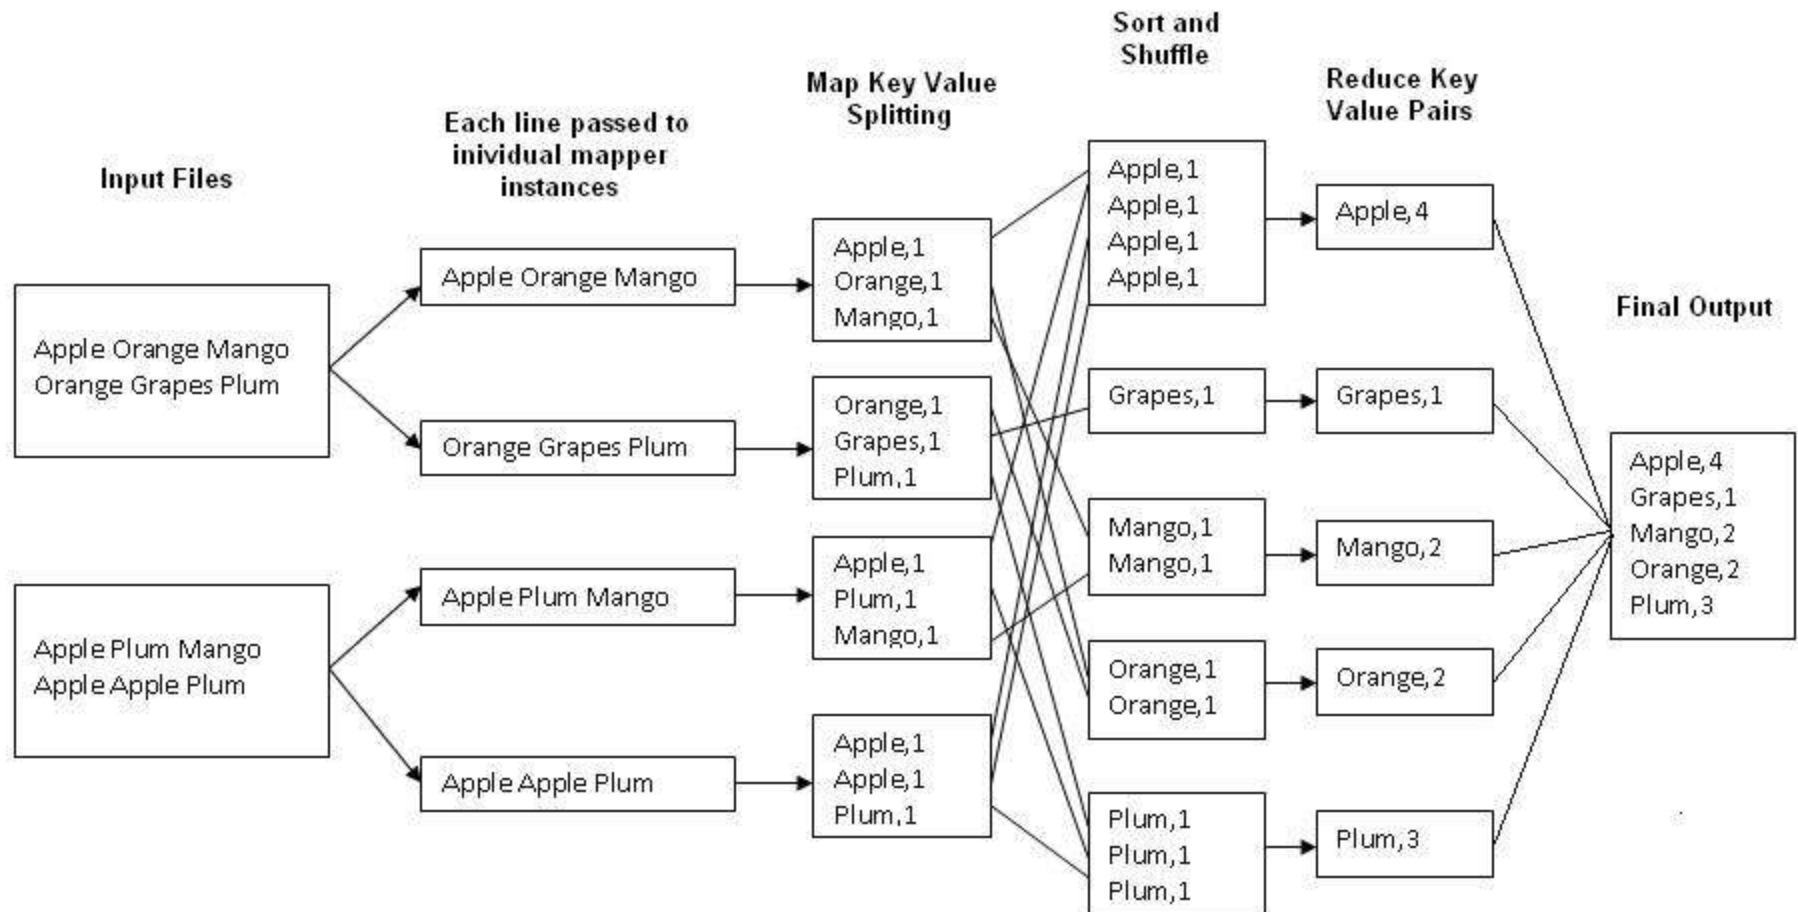 Input Files
Each line passed to
inividual mapper
instances
Map Key Value
Splitting
Sort and
Shuffle
Reduce Key
Value Pairs
Final Output
Apple Orange Mango
Orange Grapes Plum
Apple Plum Mango
Apple Apple Plum
Apple Orange Mango
Orange Grapes Plum
Apple Plum Mango
Apple Apple Plum
Apple,1
Orange,1
Mango,1
Orange,1
Grapes,1
Plum,1
Apple,1
Plum,1
Mango,1
Apple,1
Apple,1
Plum,1
Apple,1
Apple,1
Apple,1
Apple,1
Grapes,1
Mango,1
Mango,1
Orange,1
Orange,1
Plum,1
Plum,1
Plum,1
Apple,4
Grapes,1
Mango,2
Orange,2
Plum,3
Apple,4
Grapes,1
Mango,2
Orange,2
Plum,3